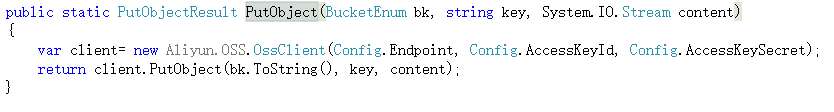 public static PutObjectResult PutObject(BucketEnum bk, string key, System.IO.Stream content)
{
var client= new Aliyun.OSS.OssClient(Config.Endpoint, Config.AccessKeyId, Config.AccessKeySecret);
return client.PutObject(bk.ToString(), key, content);
}